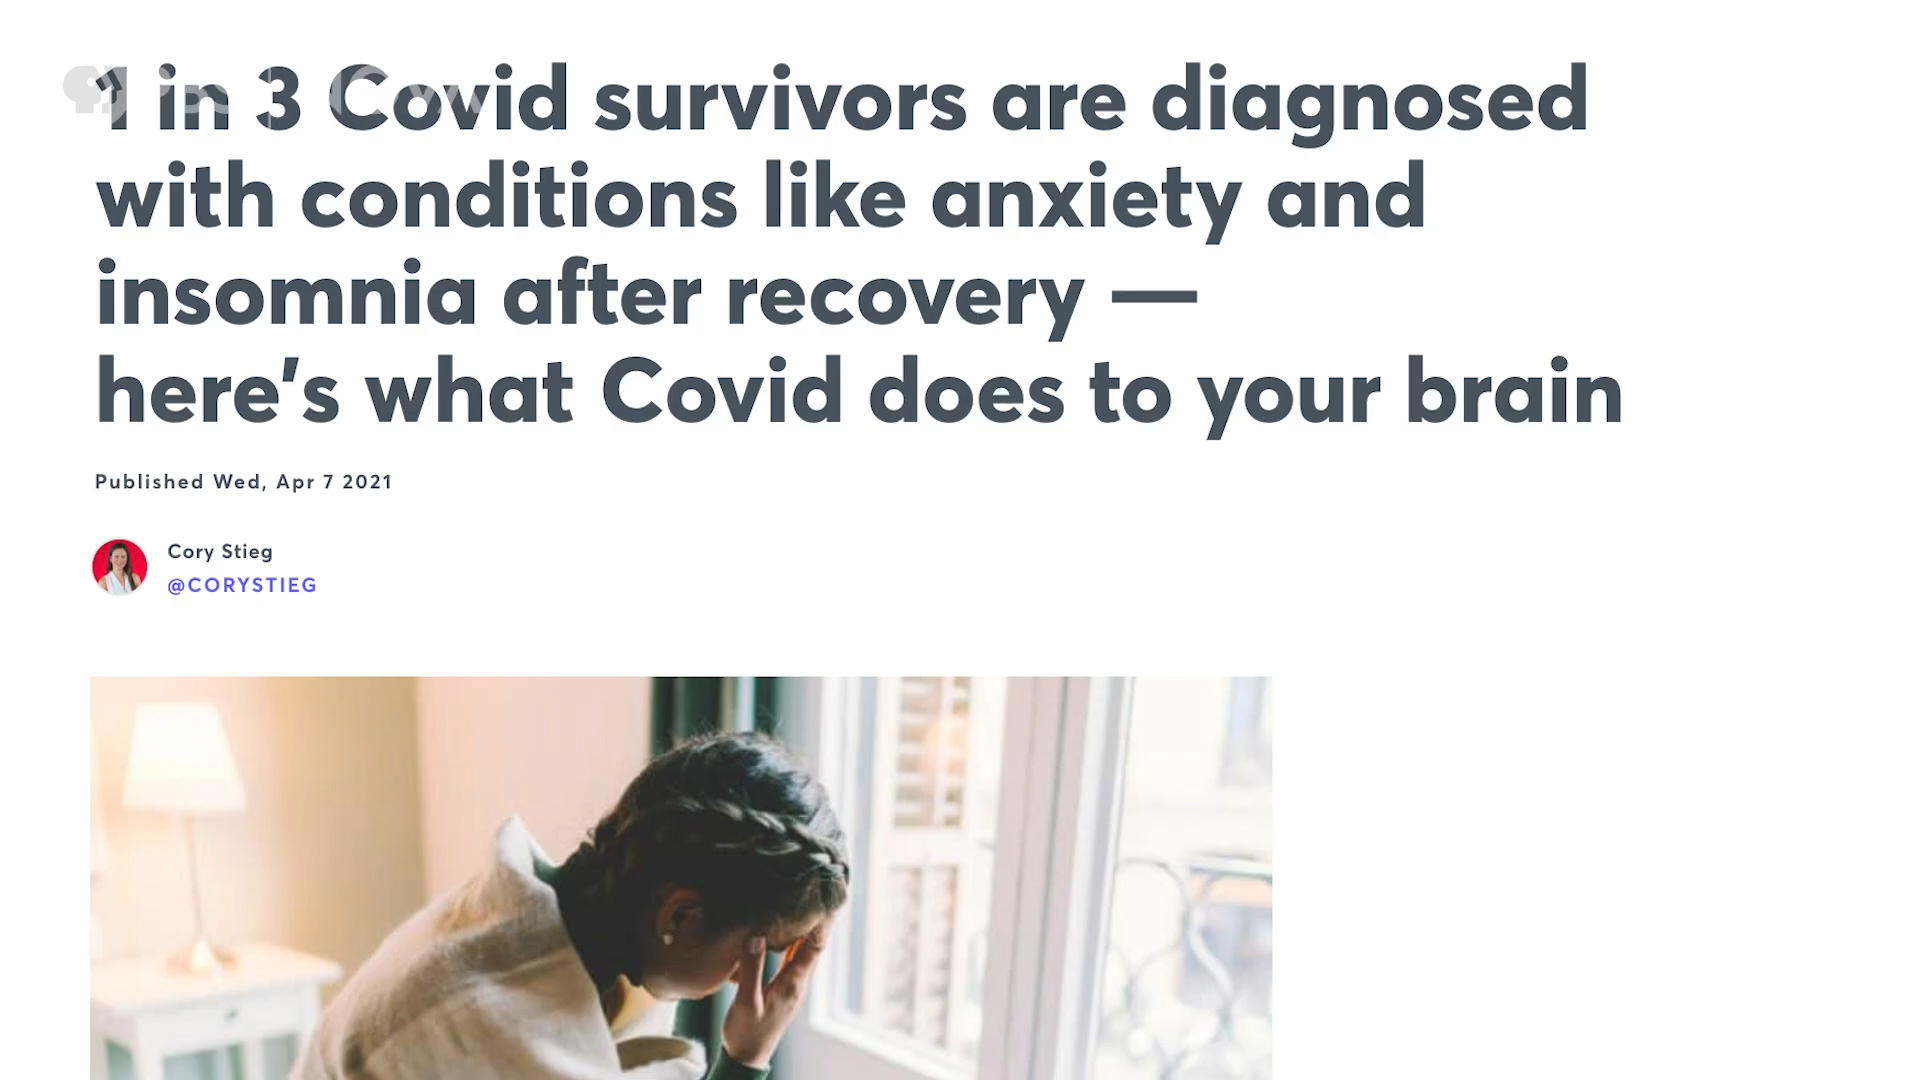 1 in 3 Covid survivors are diagnosed
with conditions like anxiety and
insomnia after recovery —
here's what Covid does to your brain
Published Wed, Apr 7 2021
Cory Stieg
@CORYSTIEG